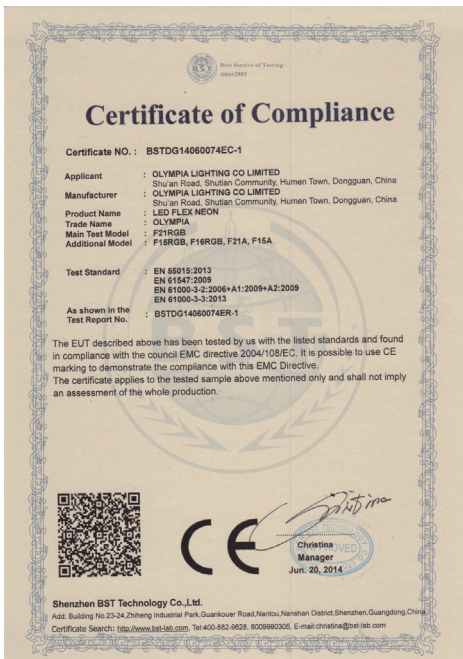 B·S·T
Best Service of Testing
since2003
Certificate of Compliance
Certificate NO. : BSTDG14060074EC-1
Applicant : OLYMPIA LIGHTING CO LIMITED
Shu'an Road, Shutian Community, Humen Town, Dongguan, China
Manufacturer : OLYMPIA LIGHTING CO LIMITED
Shu'an Road, Shutian Community, Humen Town, Dongguan, China
Product Name : LED FLEX NEON
Trade Name : OLYMPIA
Main Test Model : F21RGB
Additional Model : F15RGB, F16RGB, F21A, F15A
Test Standard : EN 55015:2013
EN 61547:2009
EN 61000-3-2:2006+A1:2009+A2:2009
EN 61000-3-3:2013
As shown in the
Test Report No. : BSTDG14060074ER-1
B·S·T
The EUT described above has been tested by us with the listed standards and found
in compliance with the council EMC directive 2004/108/EC. It is possible to use CE
marking to demonstrate the compliance with this EMC Directive.
The certificate applies to the tested sample above mentioned only and shall not imply
an assessment of the whole production.
CE
Christina
APPROVED
Christina
Manager
Jun. 20, 2014
Shenzhen BST Technology Co.,Ltd.
Add: Building No.23-24,Zhiheng Industrial Park,Guankouer Road,Nantou,Nanshan District,Shenzhen,Guangdong,China
Certificate Search: http://www.bst-lab.com, Tel:400-882-9628, 8009990305, E-mail:christina@bst-lab.com